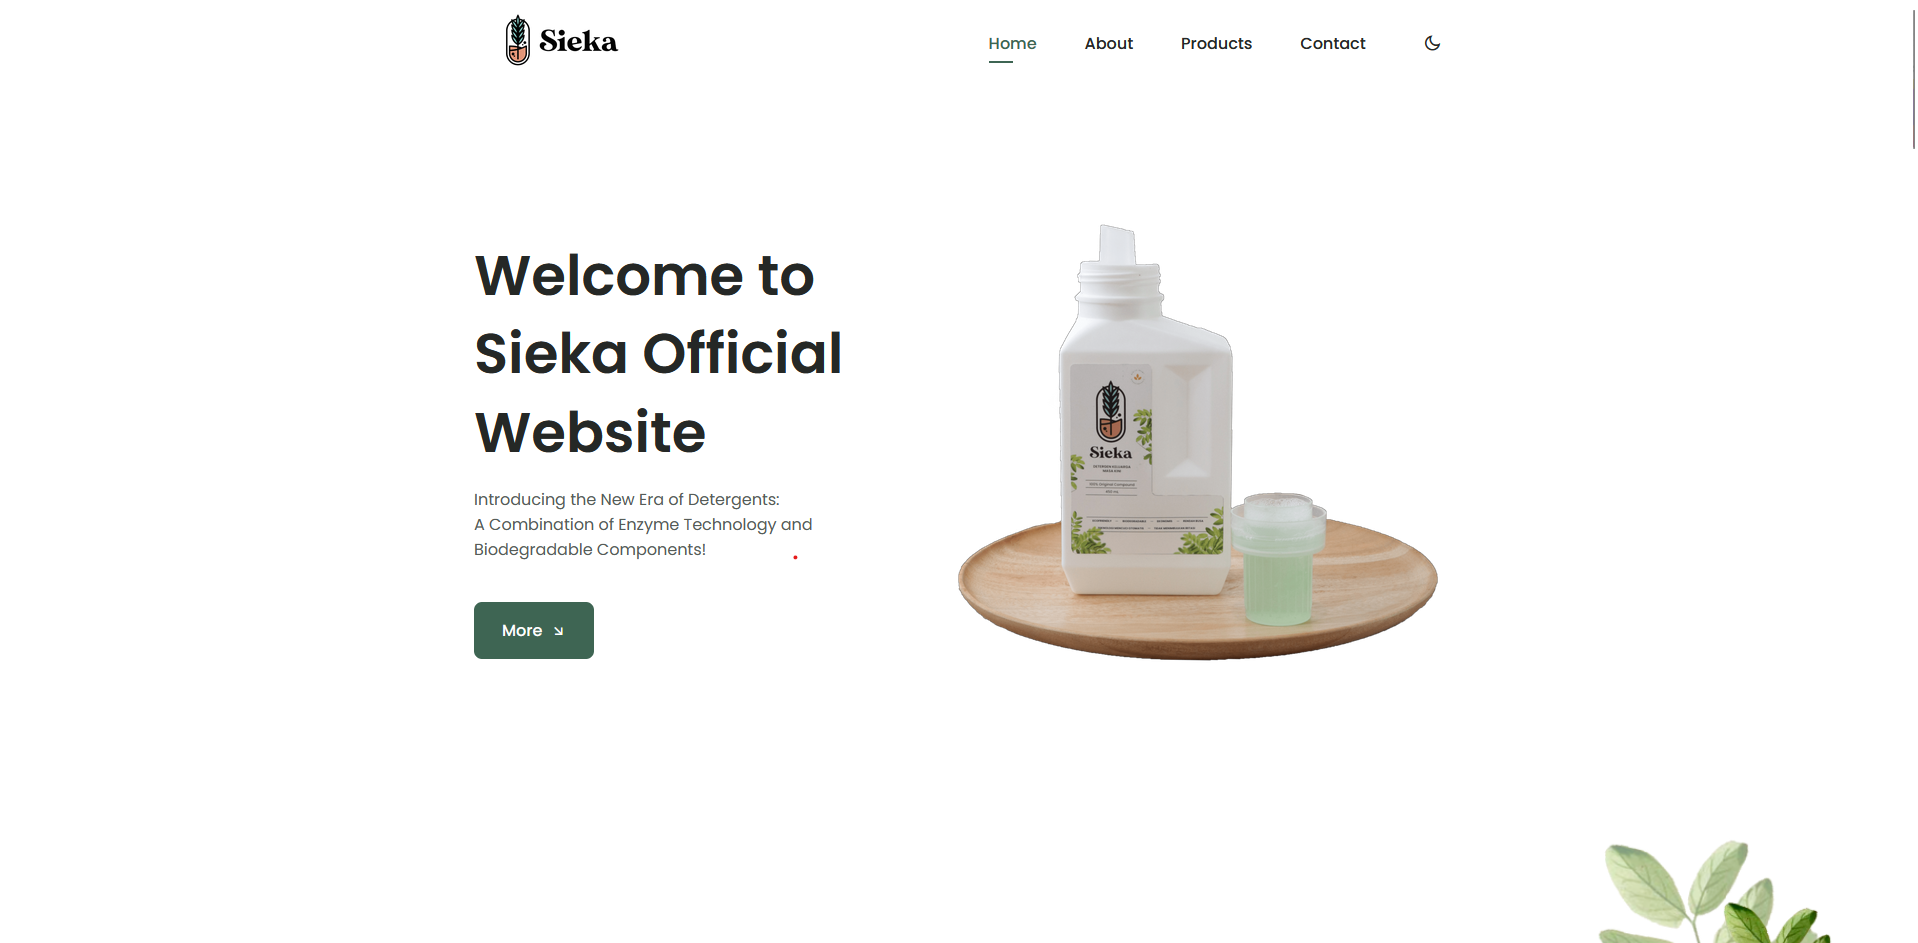 Sieka
Home About Products Contact
Welcome to
Sieka Official
Website
Introducing the New Era of Detergents:
A Combination of Enzyme Technology and
Biodegradable Components!
More
Sieka